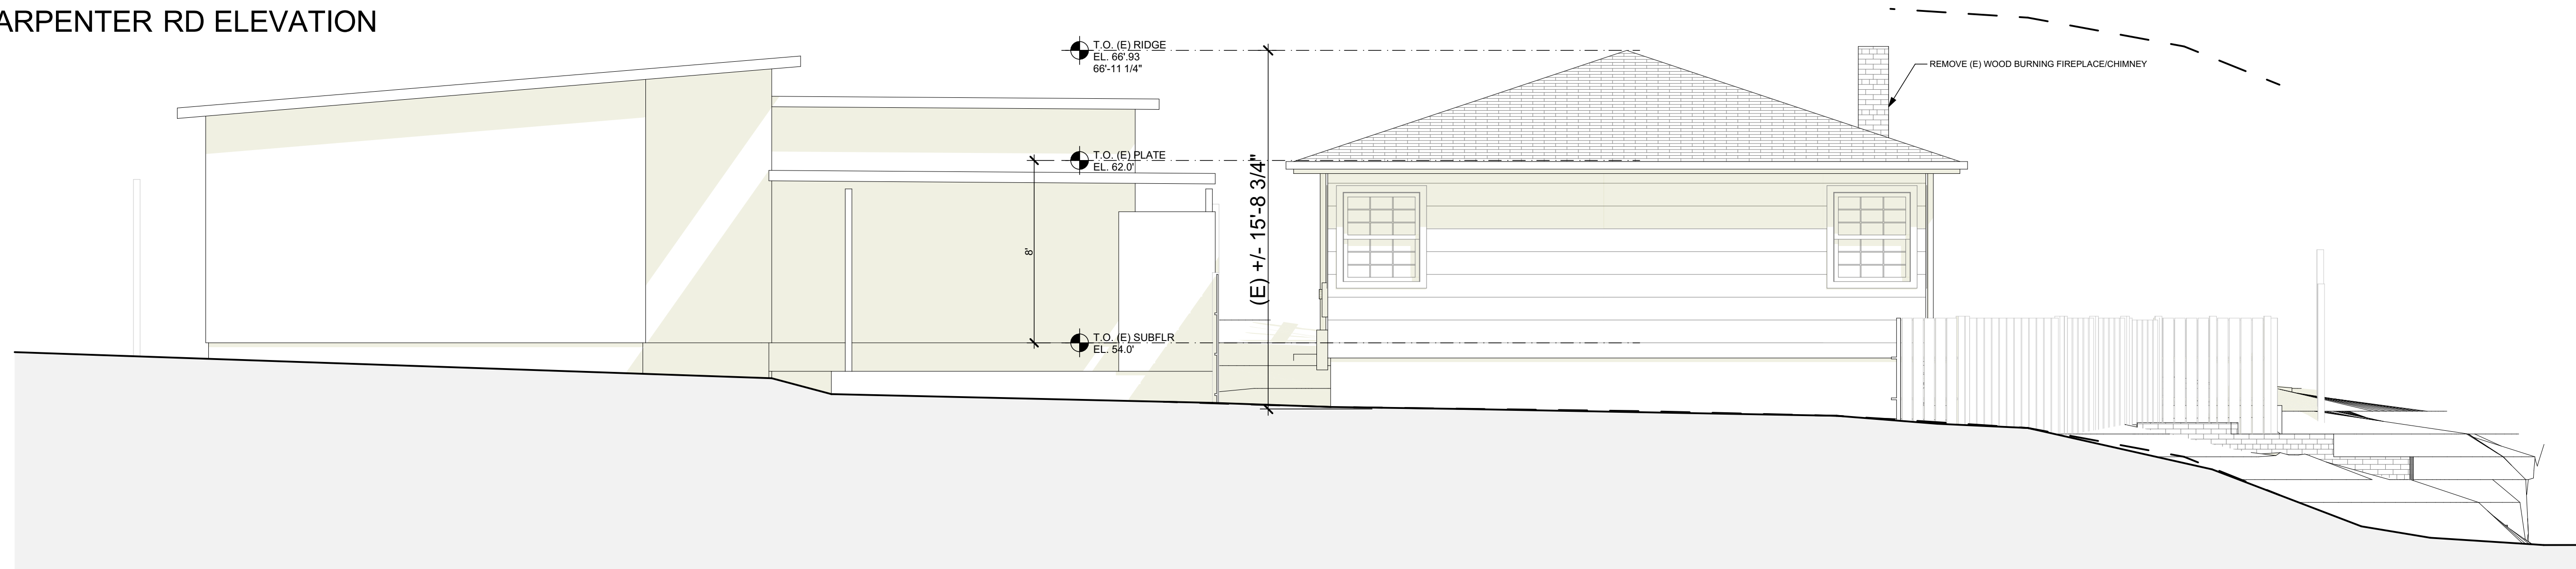 ARPENTER RD ELEVATION
T.O. (E) RIDGE
EL. 66'.93
66'-11 1/4"
REMOVE (E) WOOD BURNING FIREPLACE/CHIMNEY
T.O. (E) PLATE
EL. 62.0'
8'
(E) +/- 15'-8 3/4"
T.O. (E) SUBFLR
EL. 54.0'